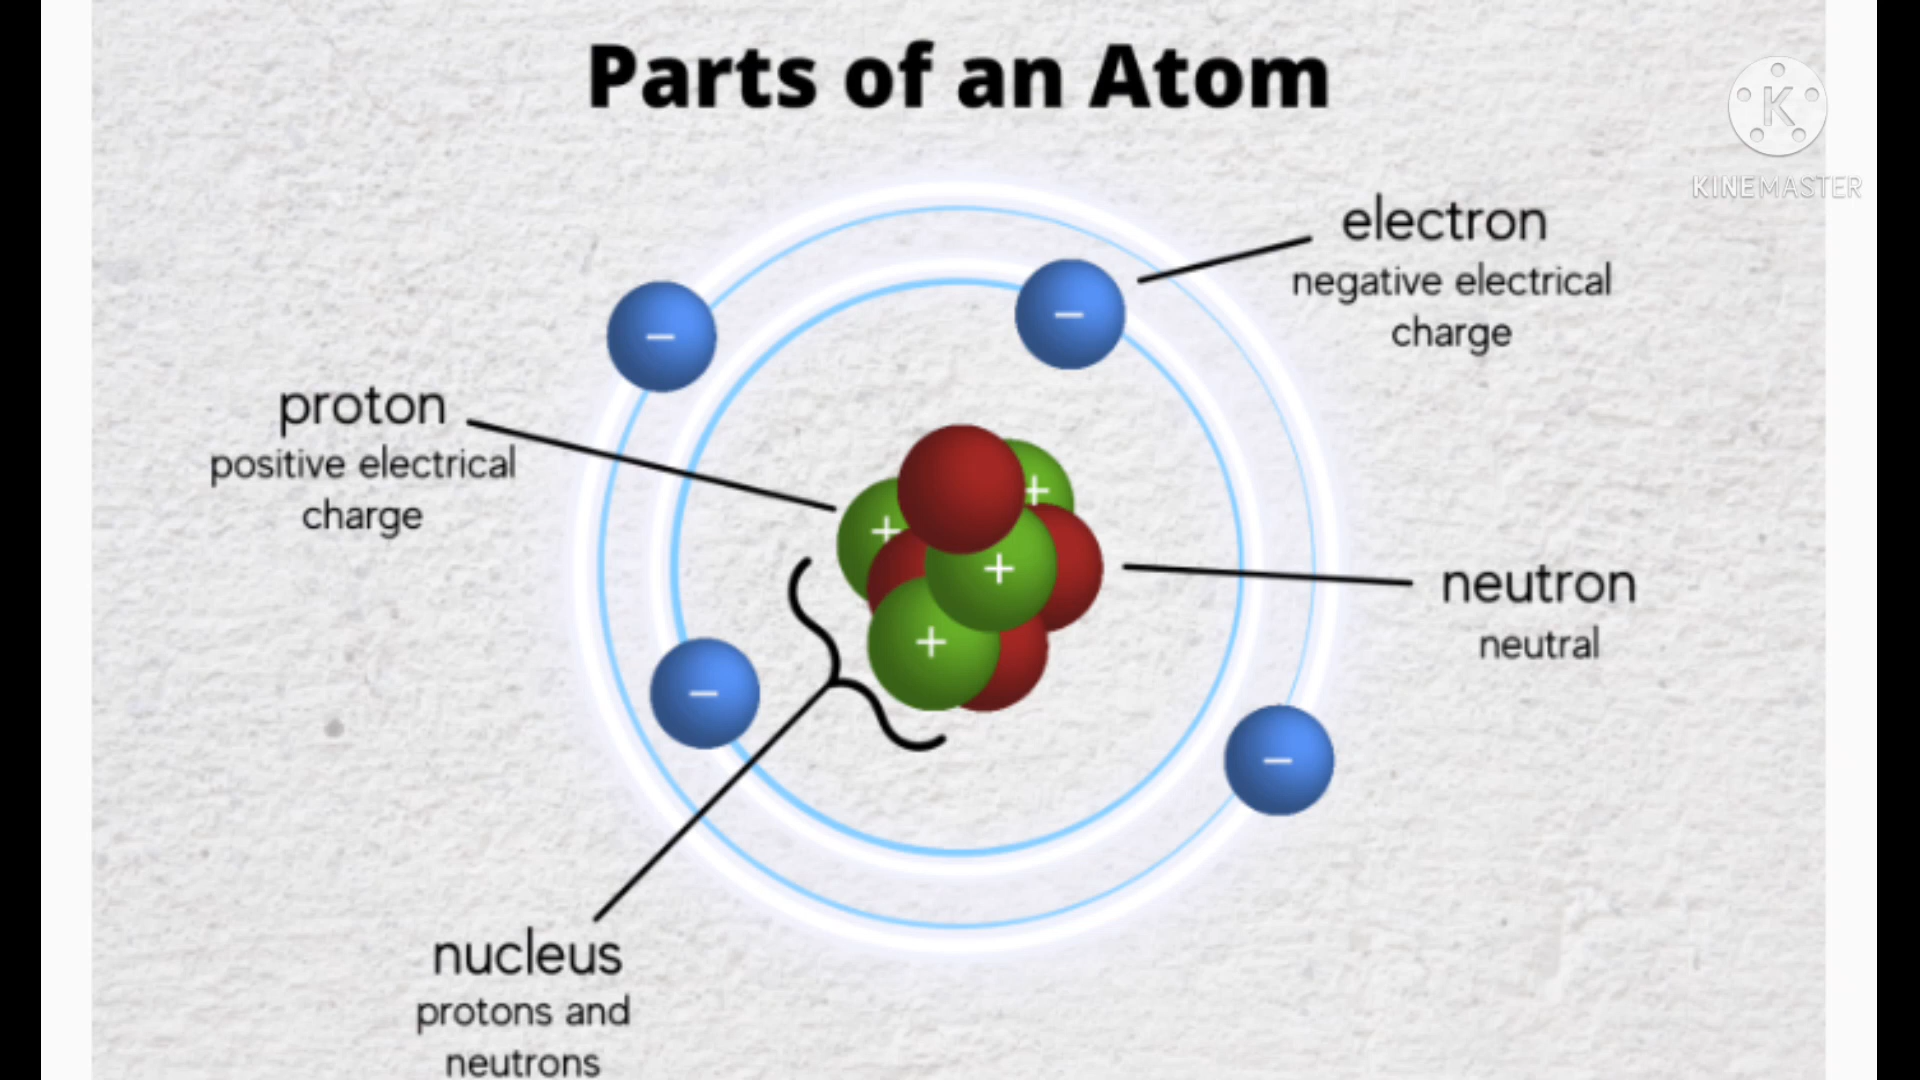 Parts of an Atom
K
KINEMASTER
electron
negative electrical
charge
−
−
proton
positive electrical
charge
+
+
+
+
neutron
neutral
−
−
nucleus
protons and
neutrons